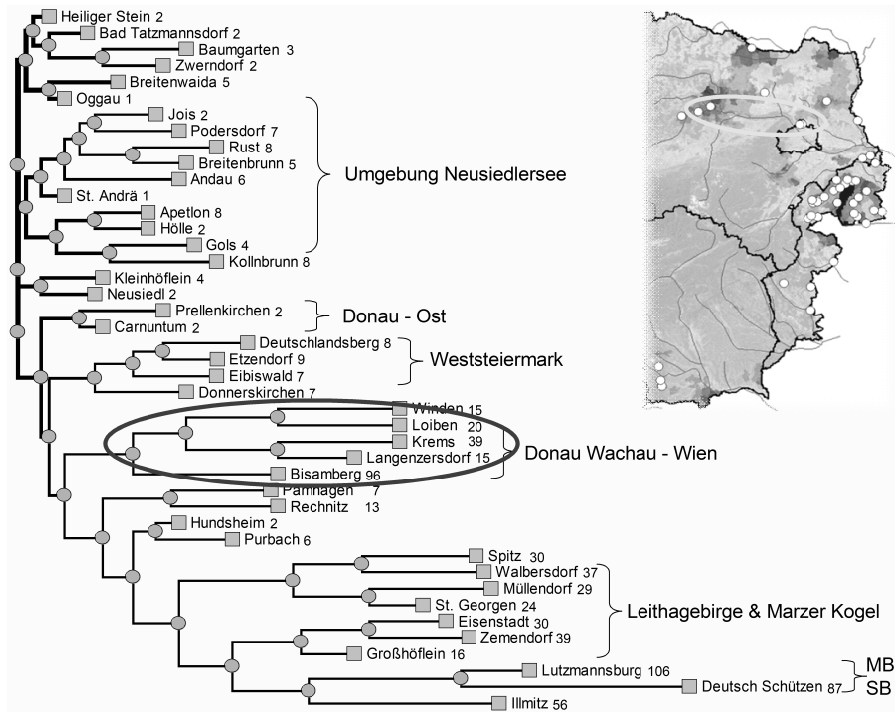 Heiliger Stein 2
Bad Tatzmannsdorf 2
Baumgarten 3
Zwerndorf 2
Breitenwaida 5
Oggau 1
Jois 2
Podersdorf 7
Rust 8
Breitenbrunn 5
Andau 6
St. Andrä 1
Umgebung Neusiedlersee
Apetlon 8
Hölle 2
Gols 4
Kollnbrunn 8
Kleinhöflein 4
Neusiedl 2
Prellenkirchen 2
Carnuntum 2
Donau - Ost
Deutschlandsberg 8
Etzendorf 9
Eibiswald 7
Weststeiermark
Donnerskirchen 7
Winden 15
Loiben 20
Krems 39
Langenzersdorf 15
Donau Wachau - Wien
Bisamberg 96
Pamhagen 7
Rechnitz 13
Hundsheim 2
Purbach 6
Spitz 30
Walbersdorf 37
Müllendorf 29
St. Georgen 24
Leithagebirge & Marzer Kogel
Eisenstadt 30
Zemendorf 39
Großhöflein 16
Lutzmannsburg 106
MB
Deutsch Schützen 87
SB
Illmitz 56